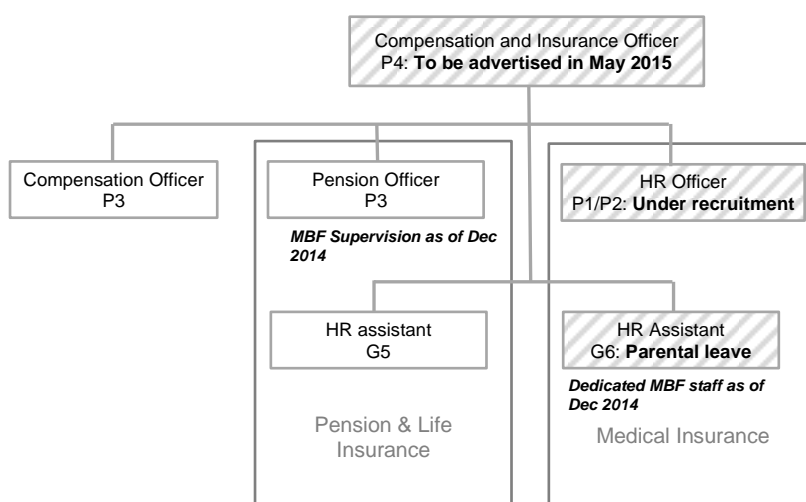 Compensation and Insurance Officer
P4: To be advertised in May 2015
Compensation Officer
P3
Pension Officer
P3
HR Officer
P1/P2: Under recruitment
MBF Supervision as of Dec
2014
HR assistant
G5
HR Assistant
G6: Parental leave
Dedicated MBF staff as of
Dec 2014
Pension & Life
Insurance
Medical Insurance